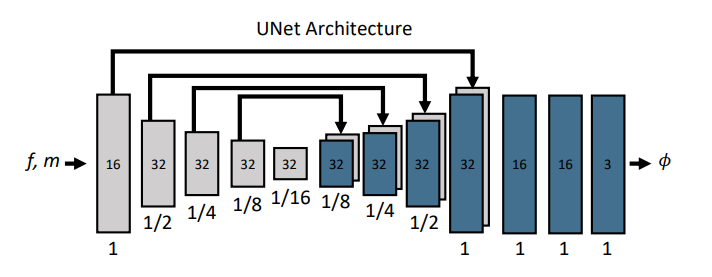 UNet Architecture
f, m
16 32 32 32 32 32 32 32 32 16 16 3
ϕ
1 1/2 1/4 1/8 1/16 1/8 1/4 1/2 1 1 1 1